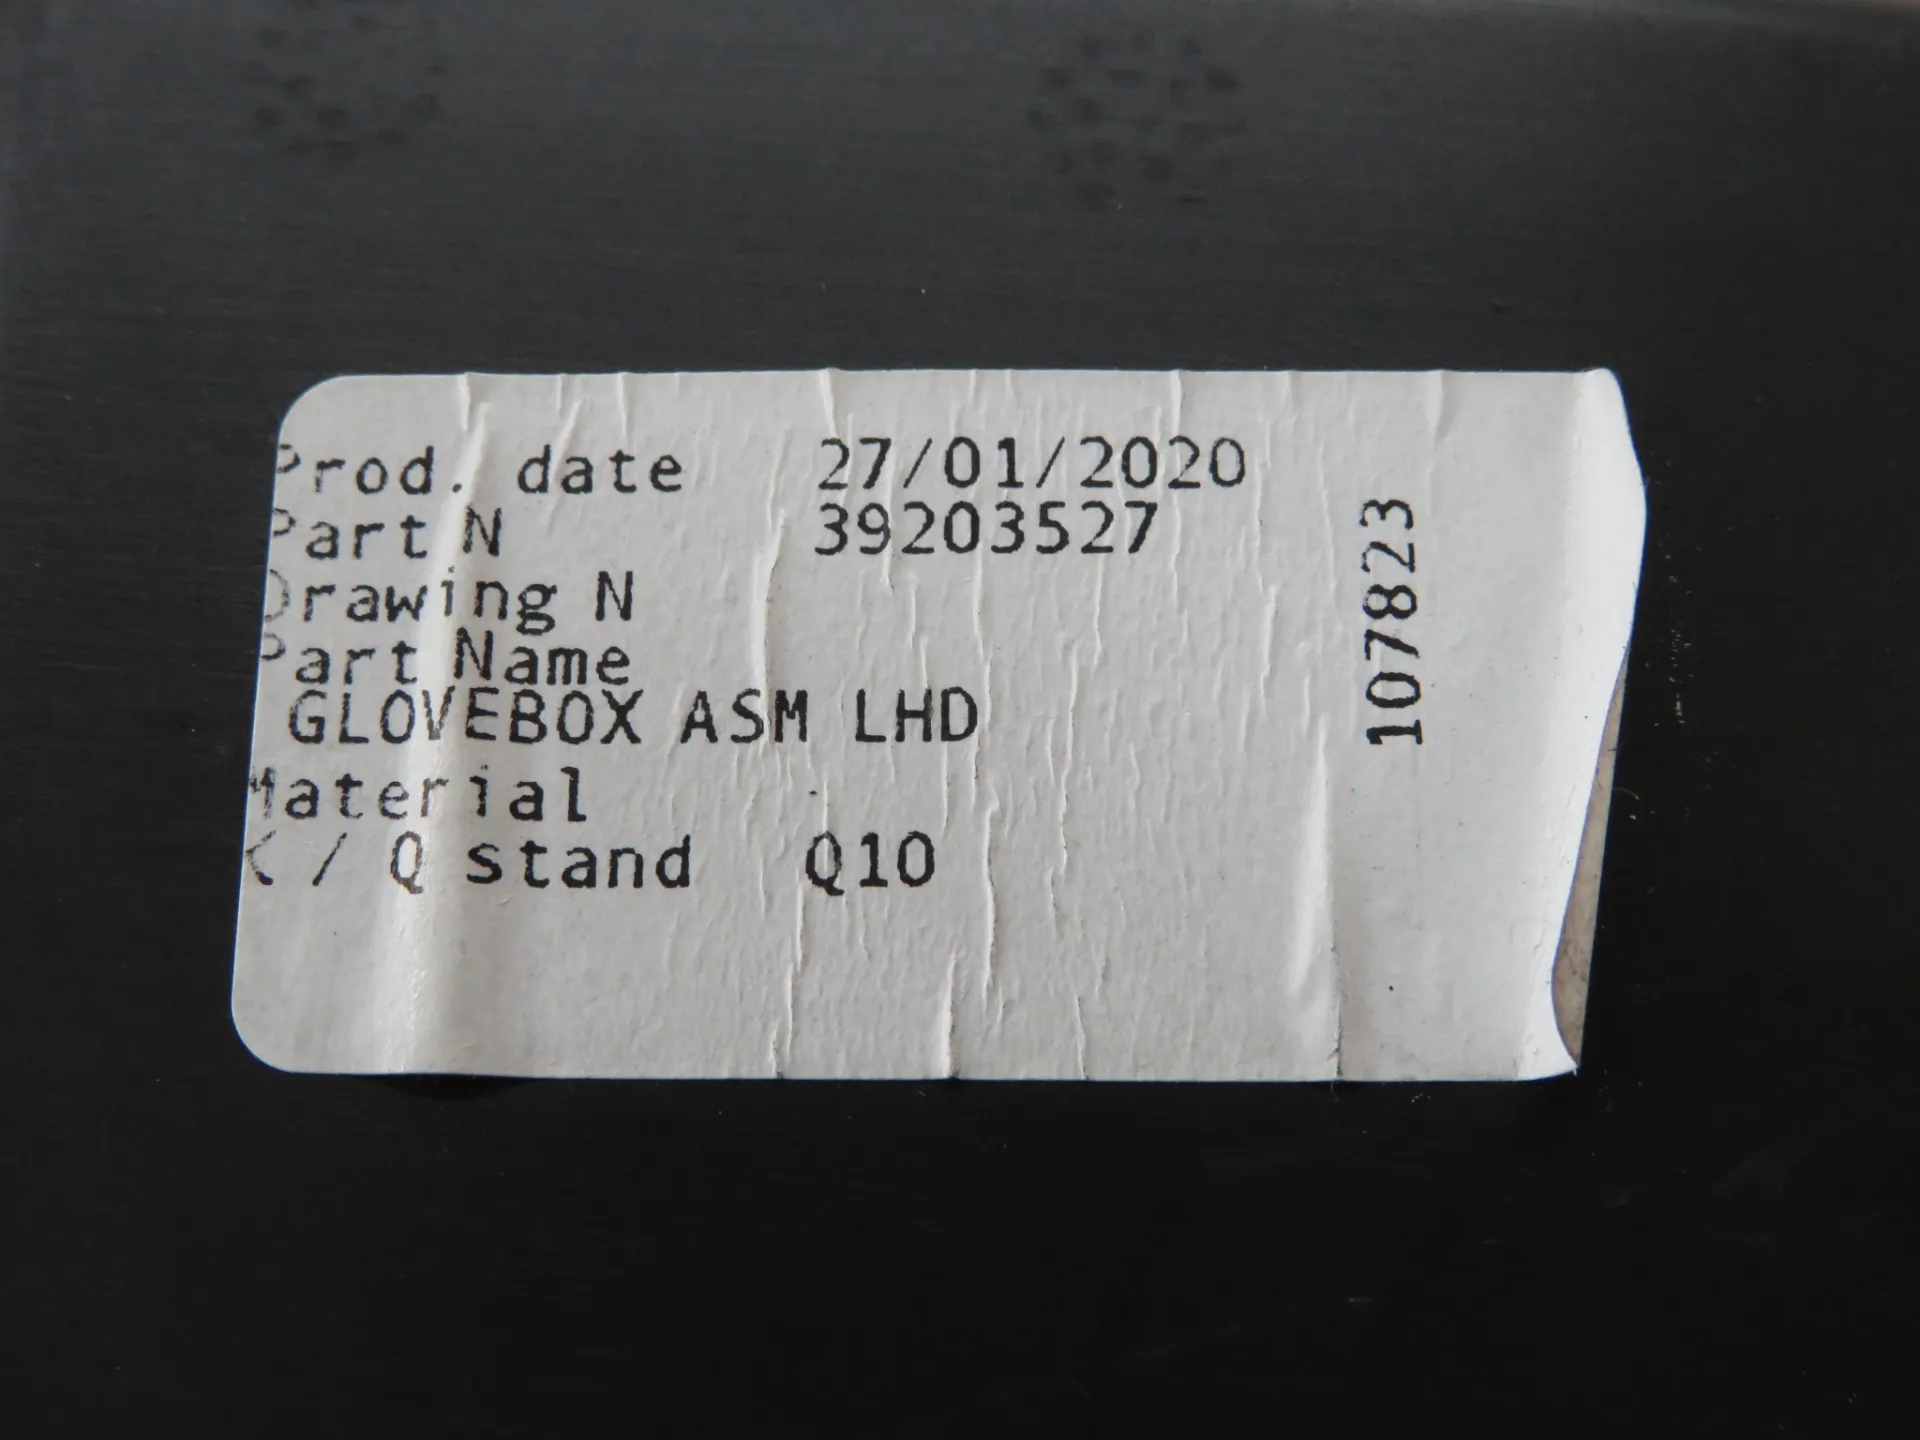 Prod. date 27/01/2020
Part N 39203527
Drawing N
Part Name
GLOVEBOX ASM LHD
Material
K / Q stand Q10
107823